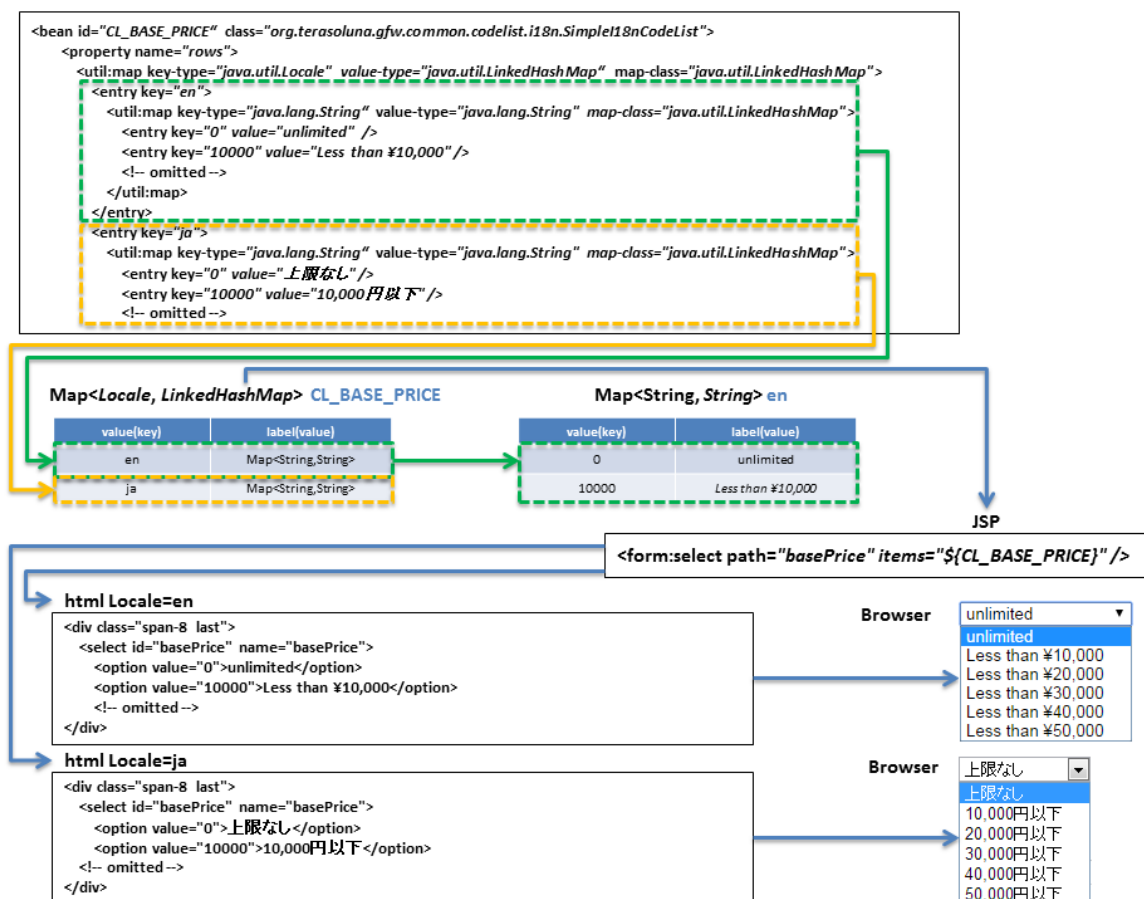 <bean id="CL_BASE_PRICE“ class="org.terasoluna.gfw.common.codelist.i18n.SimpleI18nCodeList">
<property name="rows">
<util:map key-type="java.util.Locale" value-type="java.util.LinkedHashMap“ map-class="java.util.LinkedHashMap">
<entry key="en">
<util:map key-type="java.lang.String“ value-type="java.lang.String" map-class="java.util.LinkedHashMap">
<entry key="0" value="unlimited" />
<entry key="10000" value="Less than ¥10,000"/>
<!-- omitted -->
</util:map>
</entry>
<entry key="ja">
<util:map key-type="java.lang.String“ value-type="java.lang.String" map-class="java.util.LinkedHashMap">
<entry key="0" value="上限なし"/>
<entry key="10000" value="10,000円以下"/>
<!-- omitted -->
Map<Locale, LinkedHashMap> CL_BASE_PRICE
value(key) label(value)
en Map<String,String>
ja Map<String,String>
Map<String, String> en
value(key) label(value)
0 unlimited
10000 Less than ¥10,000
JSP
<form:select path="basePrice" items="${CL_BASE_PRICE}" />
html Locale=en
<div class="span-8 last">
<select id="basePrice" name="basePrice">
<option value="0">unlimited</option>
<option value="10000">Less than ¥10,000</option>
<!-- omitted -->
</div>
Browser
unlimited
unlimited
Less than ¥10,000
Less than ¥20,000
Less than ¥30,000
Less than ¥40,000
Less than ¥50,000
html Locale=ja
<div class="span-8 last">
<select id="basePrice" name="basePrice">
<option value="0">上限なし</option>
<option value="10000">10,000円以下</option>
<!-- omitted -->
</div>
Browser
上限なし
上限なし
10,000円以下
20,000円以下
30,000円以下
40,000円以下
50,000円以下